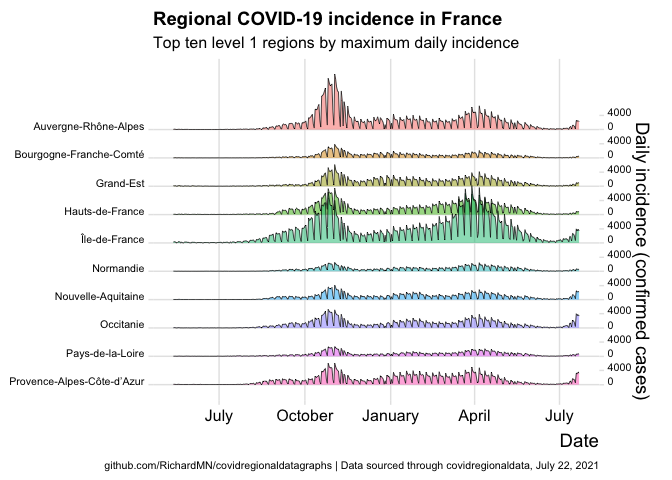 Regional COVID-19 incidence in France
Top ten level 1 regions by maximum daily incidence
Auvergne-Rhône-Alpes
4000
0
Bourgogne-Franche-Comté
4000
0
Grand-Est
4000
0
Hauts-de-France
4000
0
Île-de-France
4000
0
Normandie
4000
0
Nouvelle-Aquitaine
4000
0
Occitanie
4000
0
Pays-de-la-Loire
4000
0
Provence-Alpes-Côte-d'Azur
4000
0
Daily incidence (confirmed cases)
July October January April July
Date
github.com/RichardMN/covidregionaldatagraphs | Data sourced through covidregionaldata, July 22, 2021